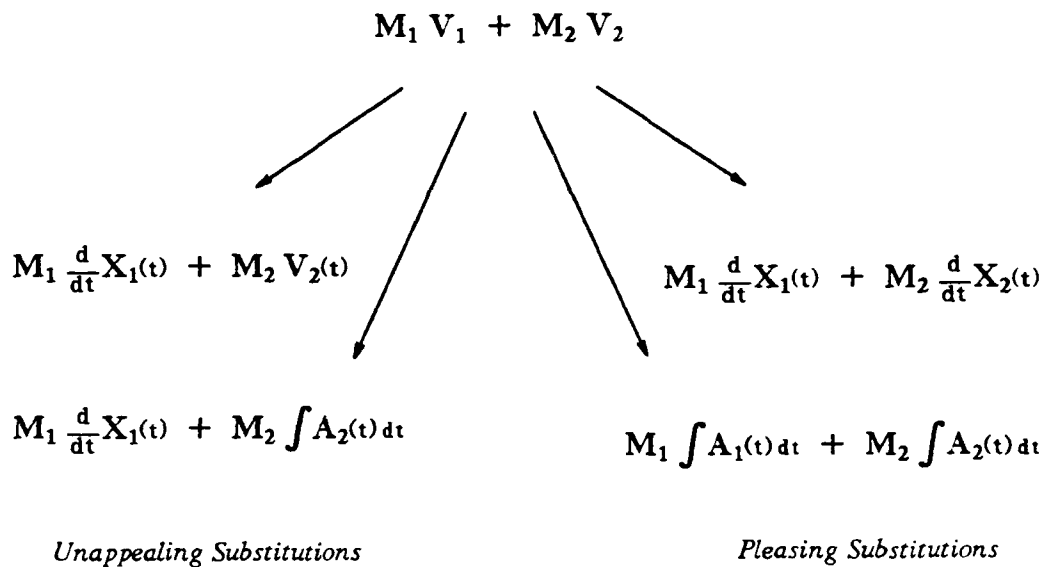 M₁ V₁ + M₂ V₂
M₁ d/dt X₁(t) + M₂ V₂(t)
M₁ d/dt X₁(t) + M₂ d/dt X₂(t)
M₁ d/dt X₁(t) + M₂ ∫A₂(t) dt
M₁ ∫A₁(t) dt + M₂ ∫A₂(t) dt
Unappealing Substitutions
Pleasing Substitutions